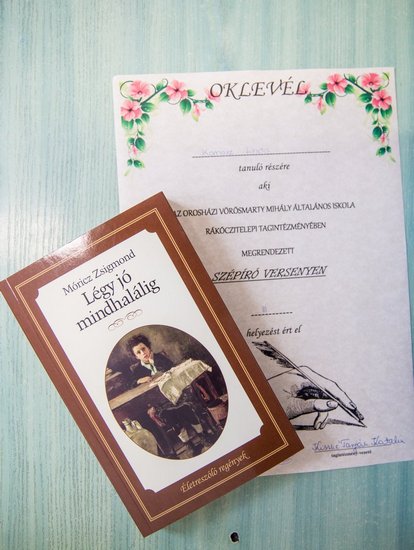 OKLEVÉL
tanuló részére
aki
AZ OROSHÁZI VÖRÖSMARTY MIHÁLY ÁLTALÁNOS ISKOLA
RÁKÓCZITELEPI TAGINTÉZMÉNYÉBEN
MEGRENDEZETT
SZÉPÍRÓ VERSENYEN
helyezést ért el
tagintézmény-vezető
Móricz Zsigmond
Légy jó
mindhalálig
Életreszóló regények